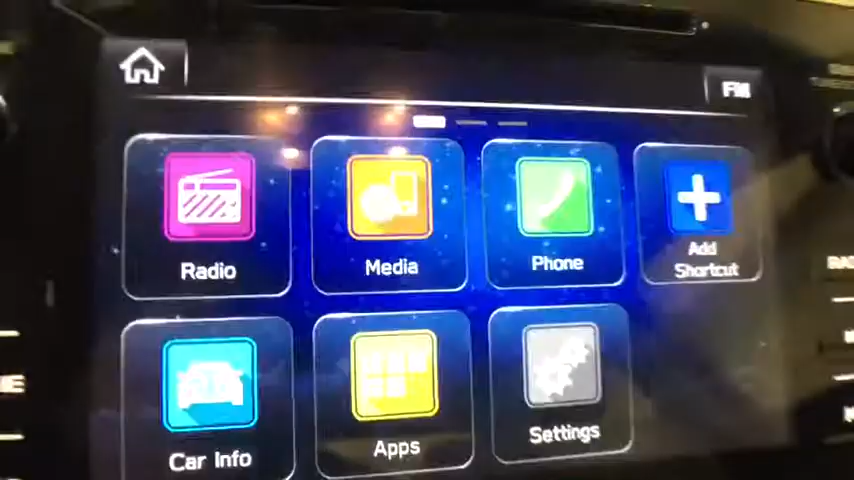 FM
Radio
Media
Phone
Add
Shortcut
Car Info
Apps
Settings